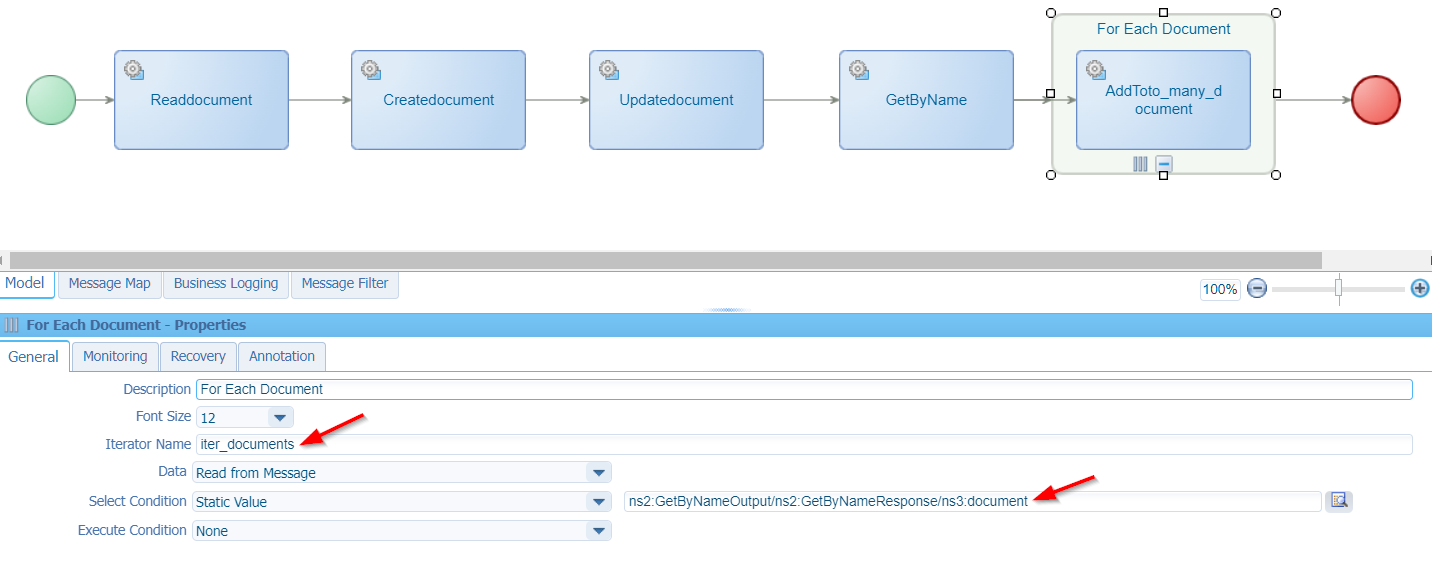 For Each Document
Readdocument
Createdocument
Updatedocument
GetByName
AddToto_many_d
ocument
Model
Message Map
Business Logging
Message Filter
100%
For Each Document - Properties
General
Monitoring
Recovery
Annotation
Description For Each Document
Font Size 12
Iterator Name iter_documents
Data Read from Message
Select Condition Static Value ns2:GetByNameOutput/ns2:GetByNameResponse/ns3:document
Execute Condition None